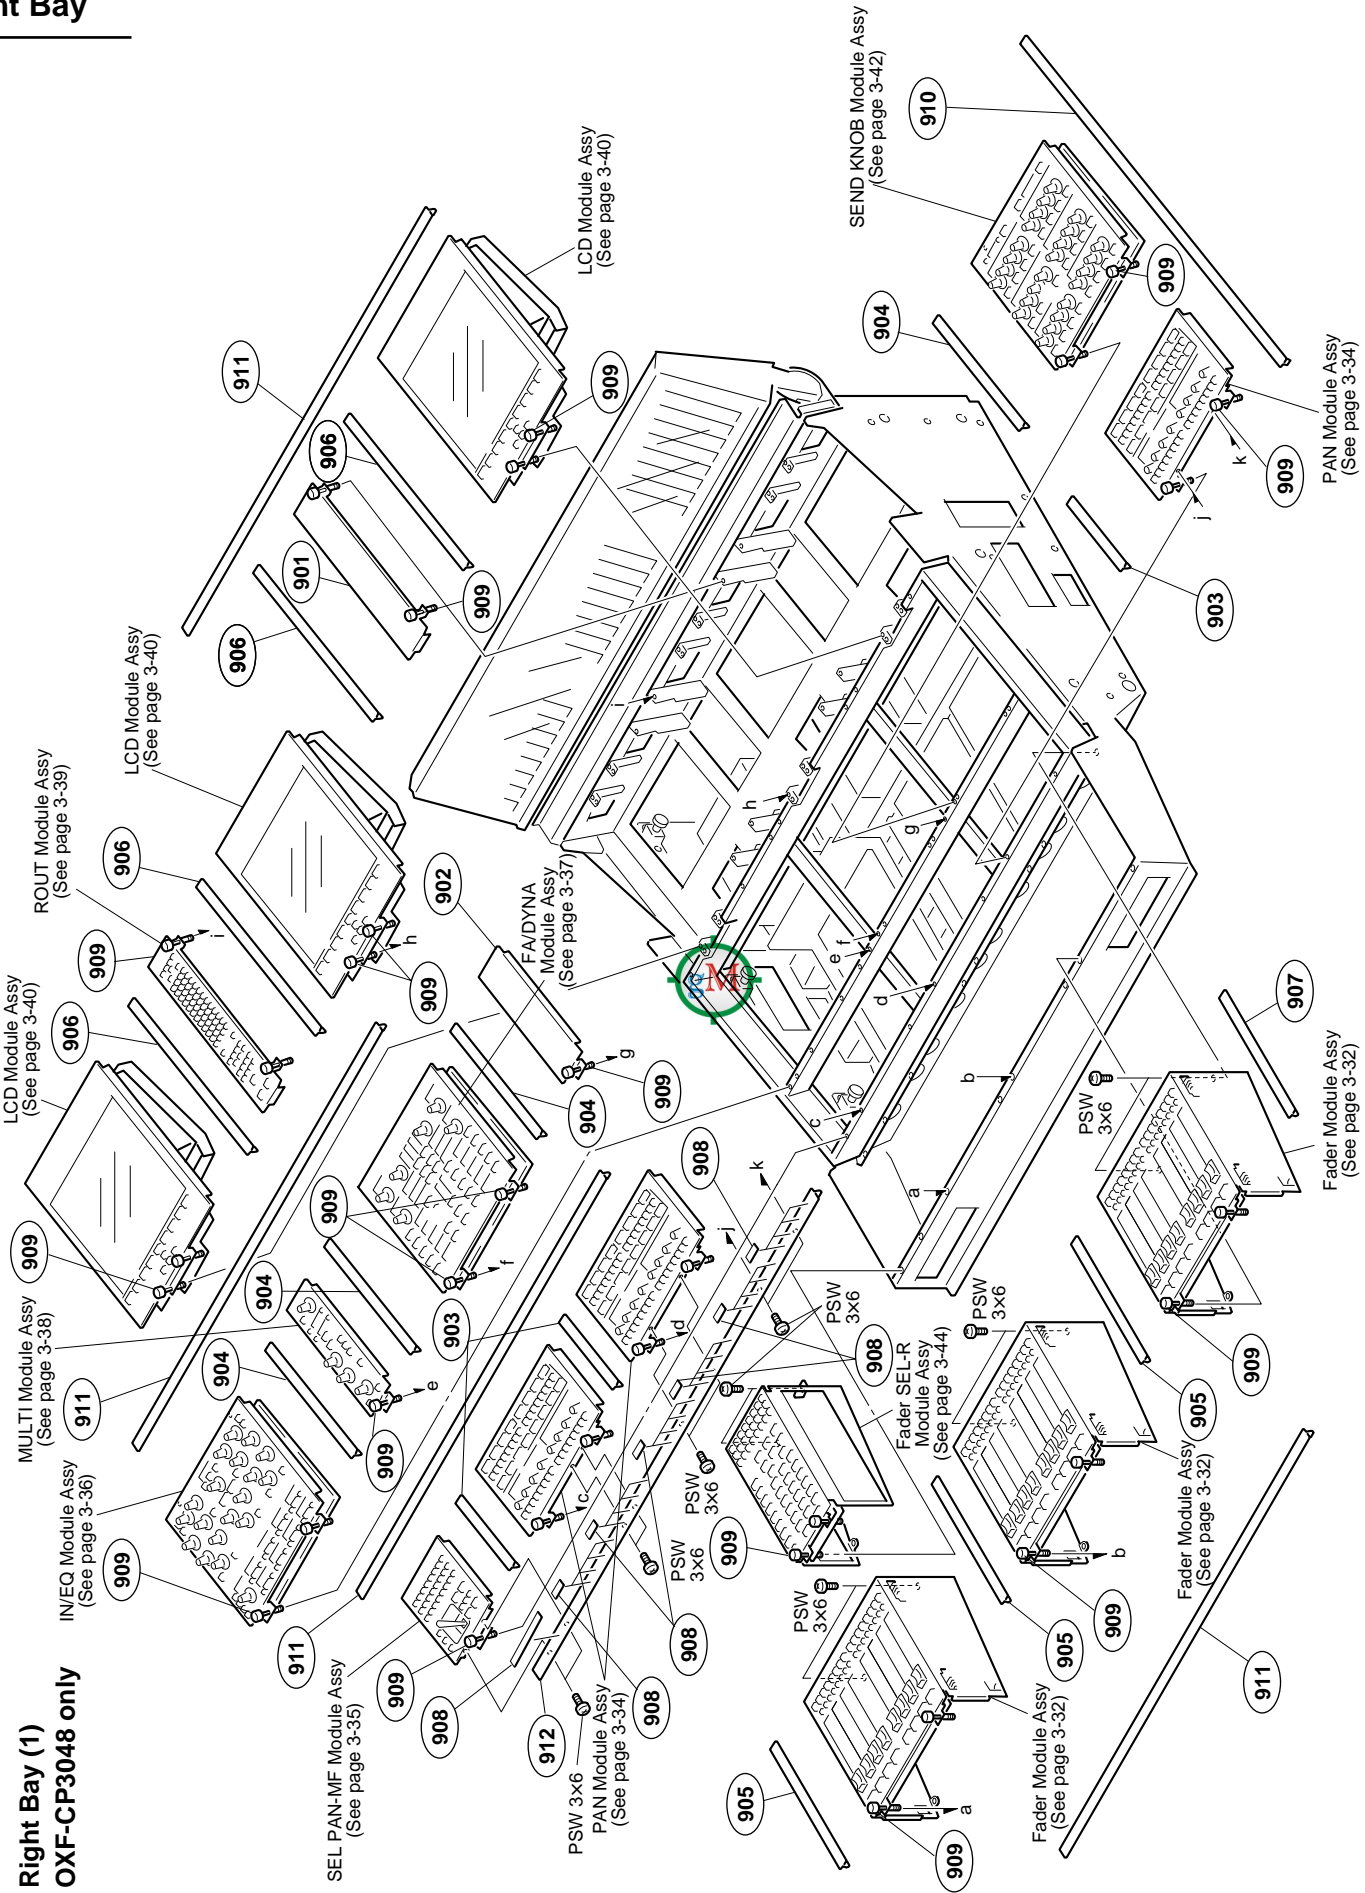 nt Bay
Right Bay (1)
OXF-CP3048 only
LCD Module Assy
(See page 3-40)
909
MULTI Module Assy
(See page 3-38)
911
IN/EQ Module Assy
(See page 3-36)
909
906
909
ROUT Module Assy
(See page 3-39)
906
LCD Module Assy
(See page 3-40)
i
h
909
906
901
909
906
911
LCD Module Assy
(See page 3-40)
909
904
904
909
e
909
f
902
FA/DYNA
Module Assy
(See page 3-37)
g
909
904
903
911
SEL PAN-MF Module Assy
(See page 3-35)
909
908
912
PSW 3×6
PAN Module Assy
(See page 3-34)
908
908
c
d
j
k
908
908
PSW
3×6
PSW
3×6
PSW
3×6
909
Fader SEL-R
Module Assy
(See page 3-44)
SEND KNOB Module Assy
(See page 3-42)
910
909
904
903
PAN Module Assy
(See page 3-34)
909
j
k
i
h
g
f
e
d
c
b
a
gM
905
909
a
PSW
3×6
Fader Module Assy
(See page 3-32)
905
909
b
PSW
3×6
Fader Module Assy
(See page 3-32)
905
909
PSW
3×6
Fader Module Assy
(See page 3-32)
907
911